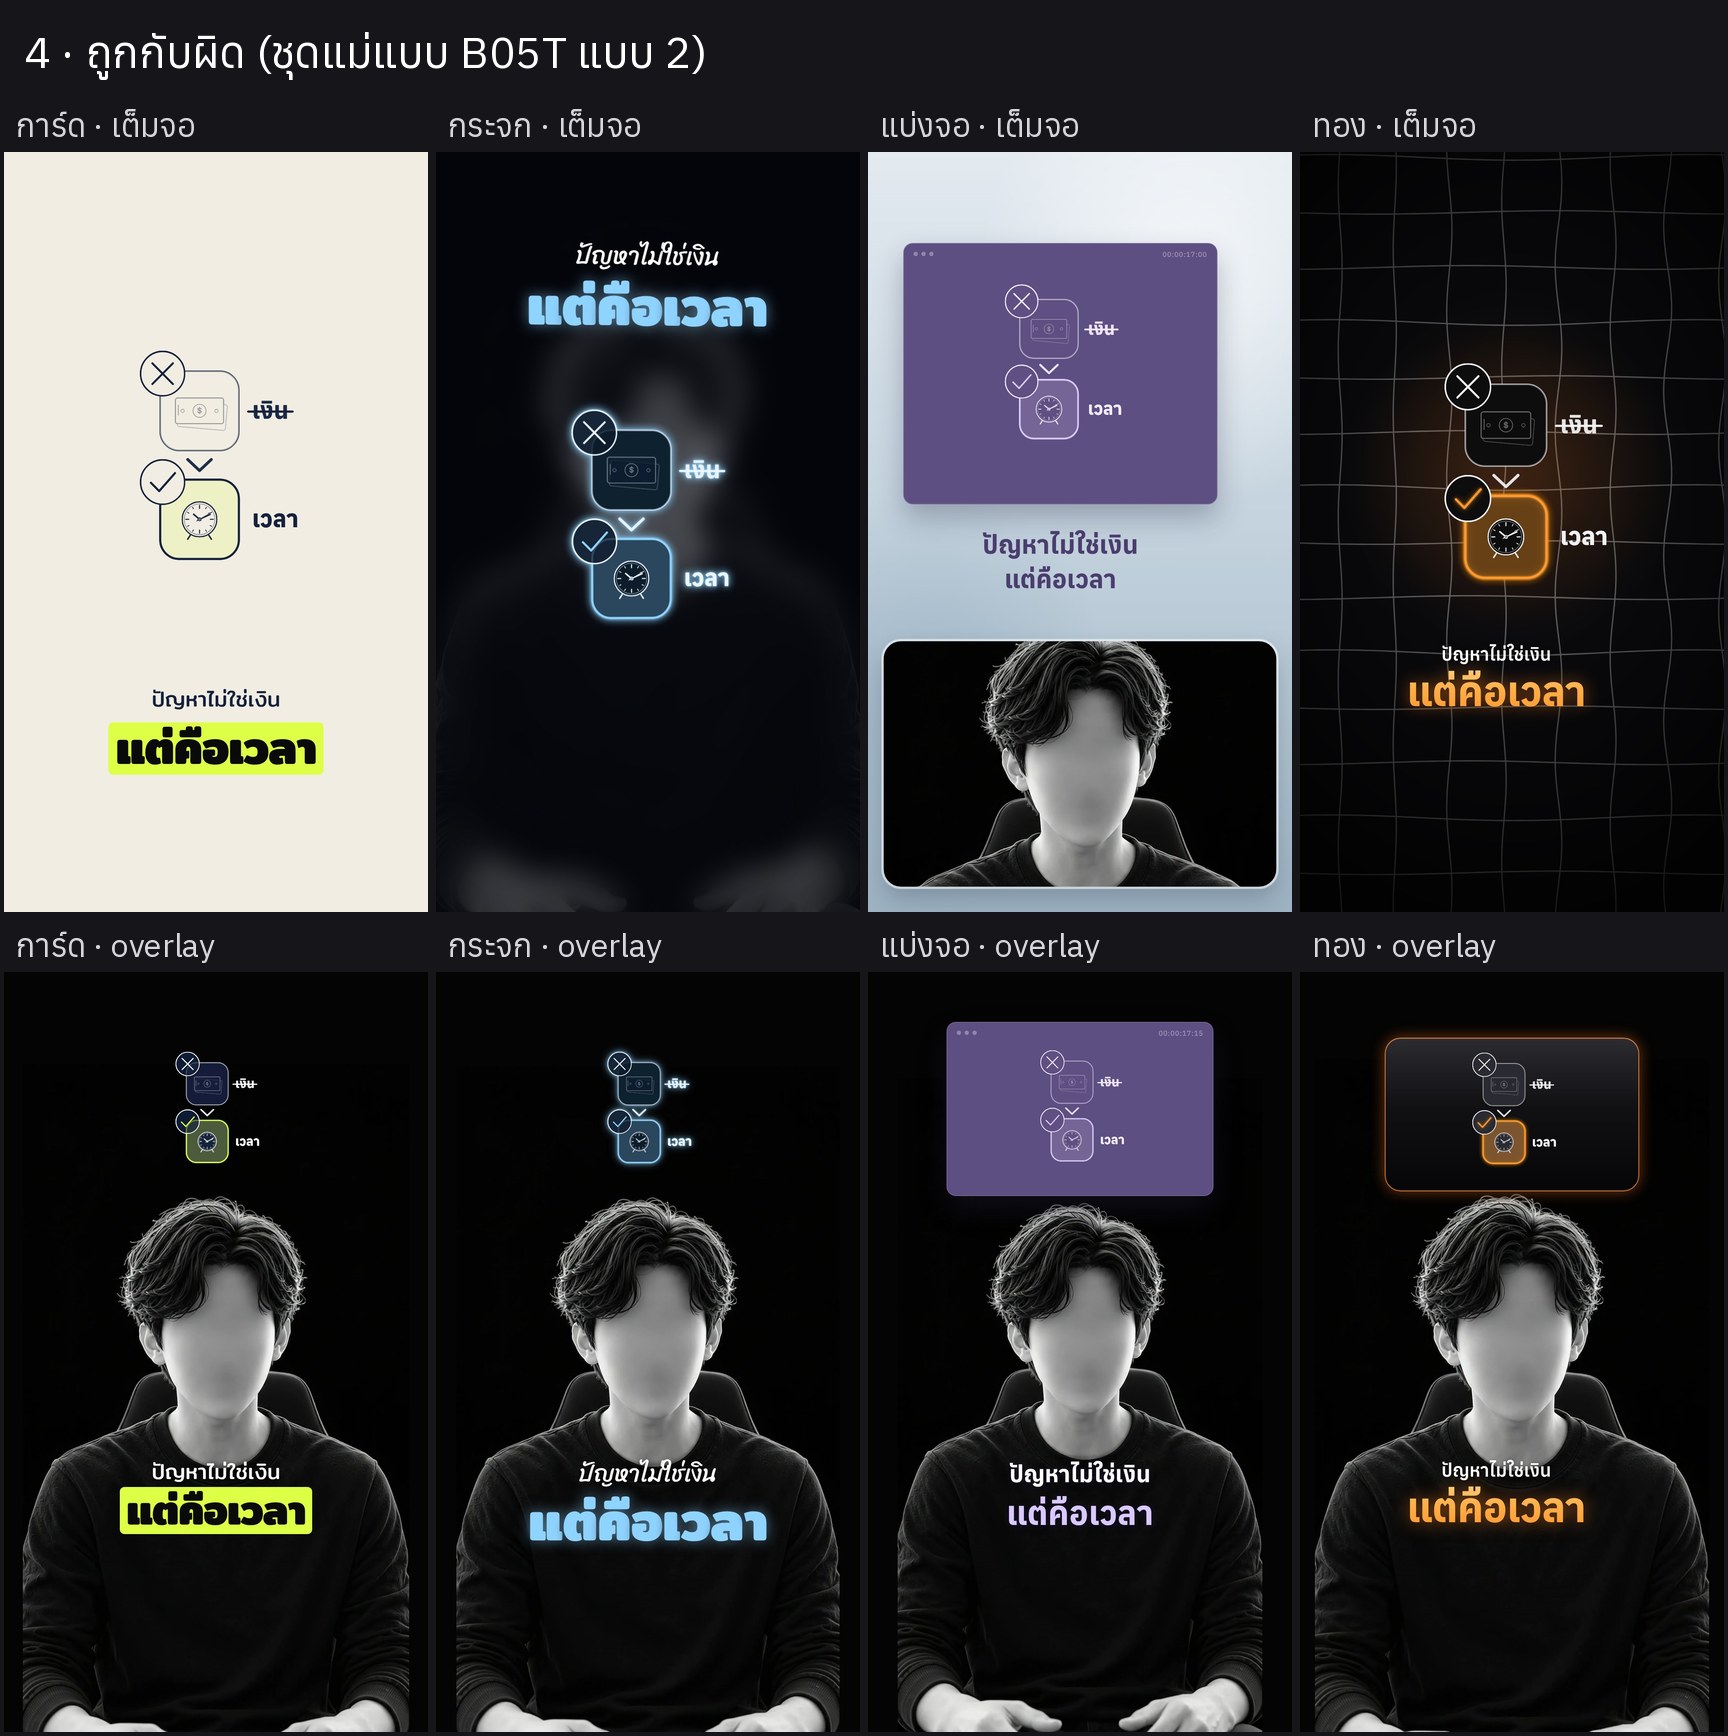 4 · ถูกกับผิด (ชุดแม่แบบ B05T แบบ 2)
การ์ด · เต็มจอ
กระจก · เต็มจอ
แบ่งจอ · เต็มจอ
ทอง · เต็มจอ
เงิน
เวลา
ปัญหาไม่ใช่เงิน
แต่คือเวลา
ปัญหาไม่ใช่เงิน
แต่คือเวลา
เงิน
เวลา
00:00:17:00
เงิน
เวลา
ปัญหาไม่ใช่เงิน
แต่คือเวลา
เงิน
เวลา
ปัญหาไม่ใช่เงิน
แต่คือเวลา
การ์ด · overlay
กระจก · overlay
แบ่งจอ · overlay
ทอง · overlay
เงิน
เวลา
ปัญหาไม่ใช่เงิน
แต่คือเวลา
เงิน
เวลา
ปัญหาไม่ใช่เงิน
แต่คือเวลา
00:00:17:15
เงิน
เวลา
ปัญหาไม่ใช่เงิน
แต่คือเวลา
เงิน
เวลา
ปัญหาไม่ใช่เงิน
แต่คือเวลา